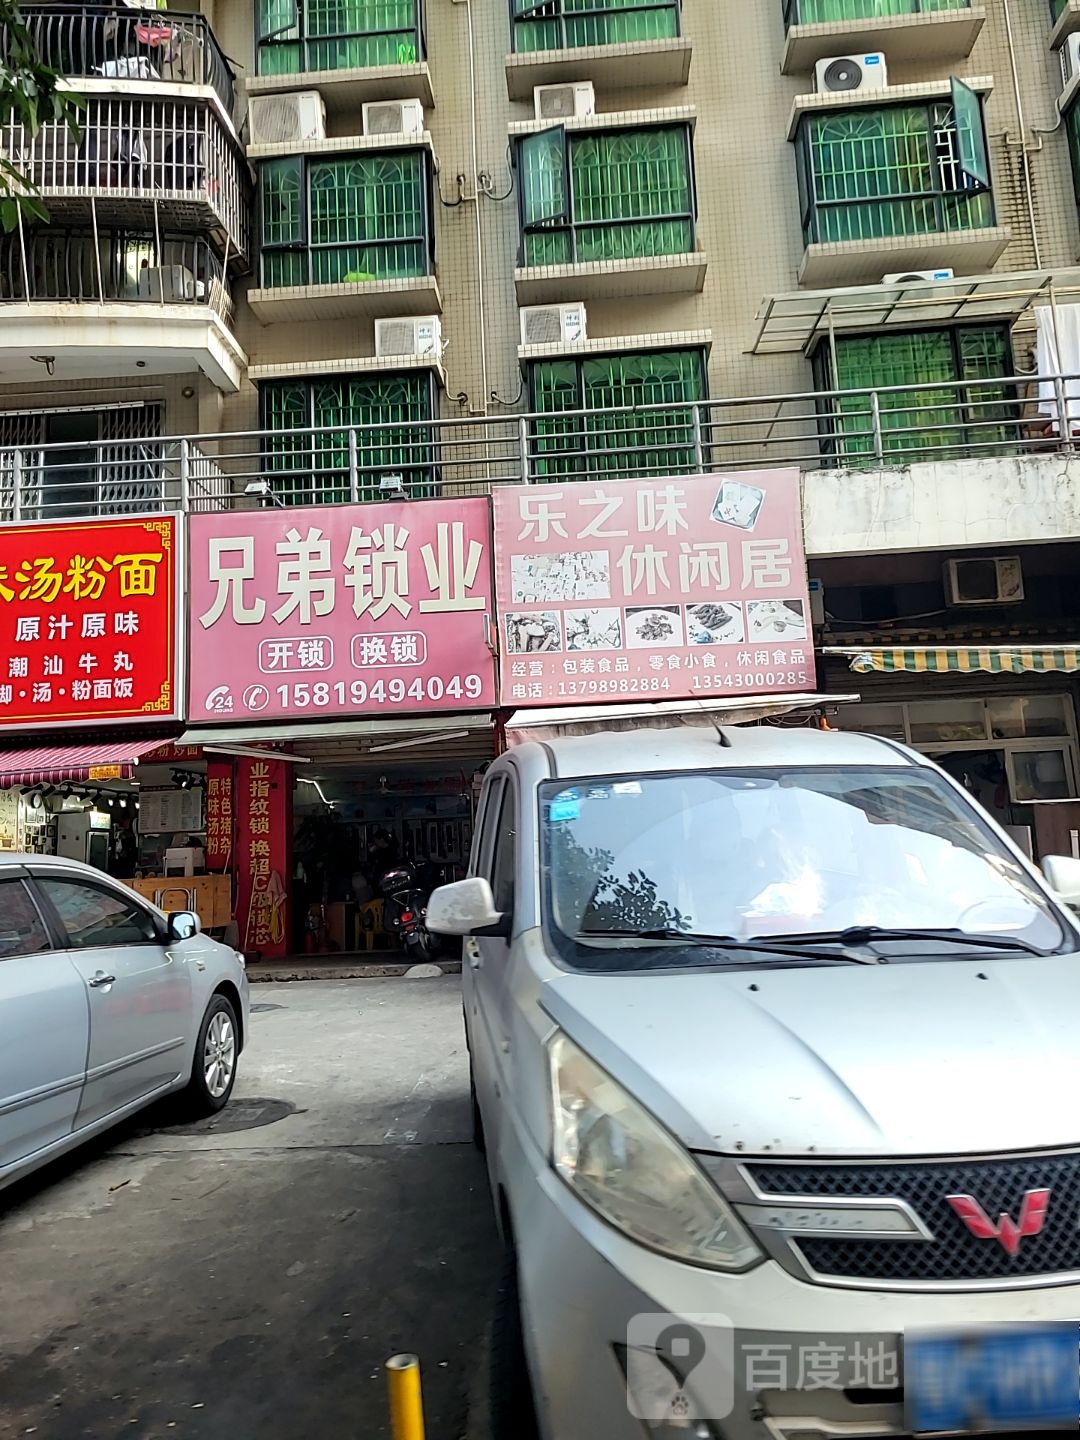 汤粉面
原汁原味
潮汕牛丸
汤·粉面饭
兄弟锁业
开锁 换锁
24 15819494049
乐之味
休闲居
经营：包装食品，零食小食，休闲食品
电话：13798982884 13543000285
特色猪杂
原味汤粉
业指纹锁 换超C级锁芯
百度地